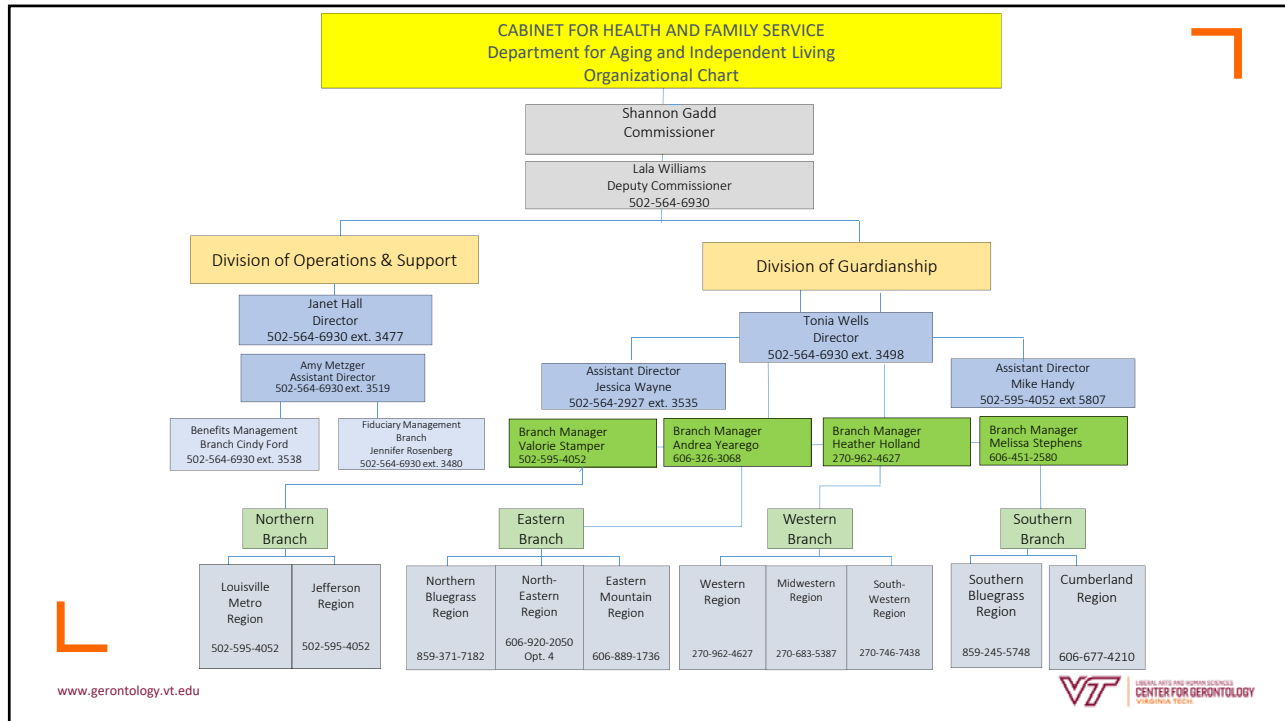 CABINET FOR HEALTH AND FAMILY SERVICE
Department for Aging and Independent Living
Organizational Chart
Shannon Gadd
Commissioner
Lala Williams
Deputy Commissioner
502-564-6930
Division of Operations & Support
Division of Guardianship
Janet Hall
Director
502-564-6930 ext. 3477
Tonia Wells
Director
502-564-6930 ext. 3498
Amy Metzger
Assistant Director
502-564-6930 ext. 3519
Assistant Director
Jessica Wayne
502-564-2927 ext. 3535
Assistant Director
Mike Handy
502-595-4052 ext 5807
Benefits Management
Branch Cindy Ford
502-564-6930 ext. 3538
Fiduciary Management
Branch
Jennifer Rosenberg
502-564-6930 ext. 3480
Branch Manager
Valorie Stamper
502-595-4052
Branch Manager
Andrea Yearego
606-326-3068
Branch Manager
Heather Holland
270-962-4627
Branch Manager
Melissa Stephens
606-451-2580
Northern
Branch
Eastern
Branch
Western
Branch
Southern
Branch
Louisville
Metro
Region
502-595-4052
Jefferson
Region
502-595-4052
Northern
Bluegrass
Region
859-371-7182
North-
Eastern
Region
606-920-2050
Opt. 4
Eastern
Mountain
Region
606-889-1736
Western
Region
270-962-4627
Midwestern
Region
270-683-5387
South-
Western
Region
270-746-7438
Southern
Bluegrass
Region
859-245-5748
Cumberland
Region
606-677-4210
www.gerontology.vt.edu
VT
LIBERAL ARTS AND HUMAN SCIENCES
CENTER FOR GERONTOLOGY
VIRGINIA TECH